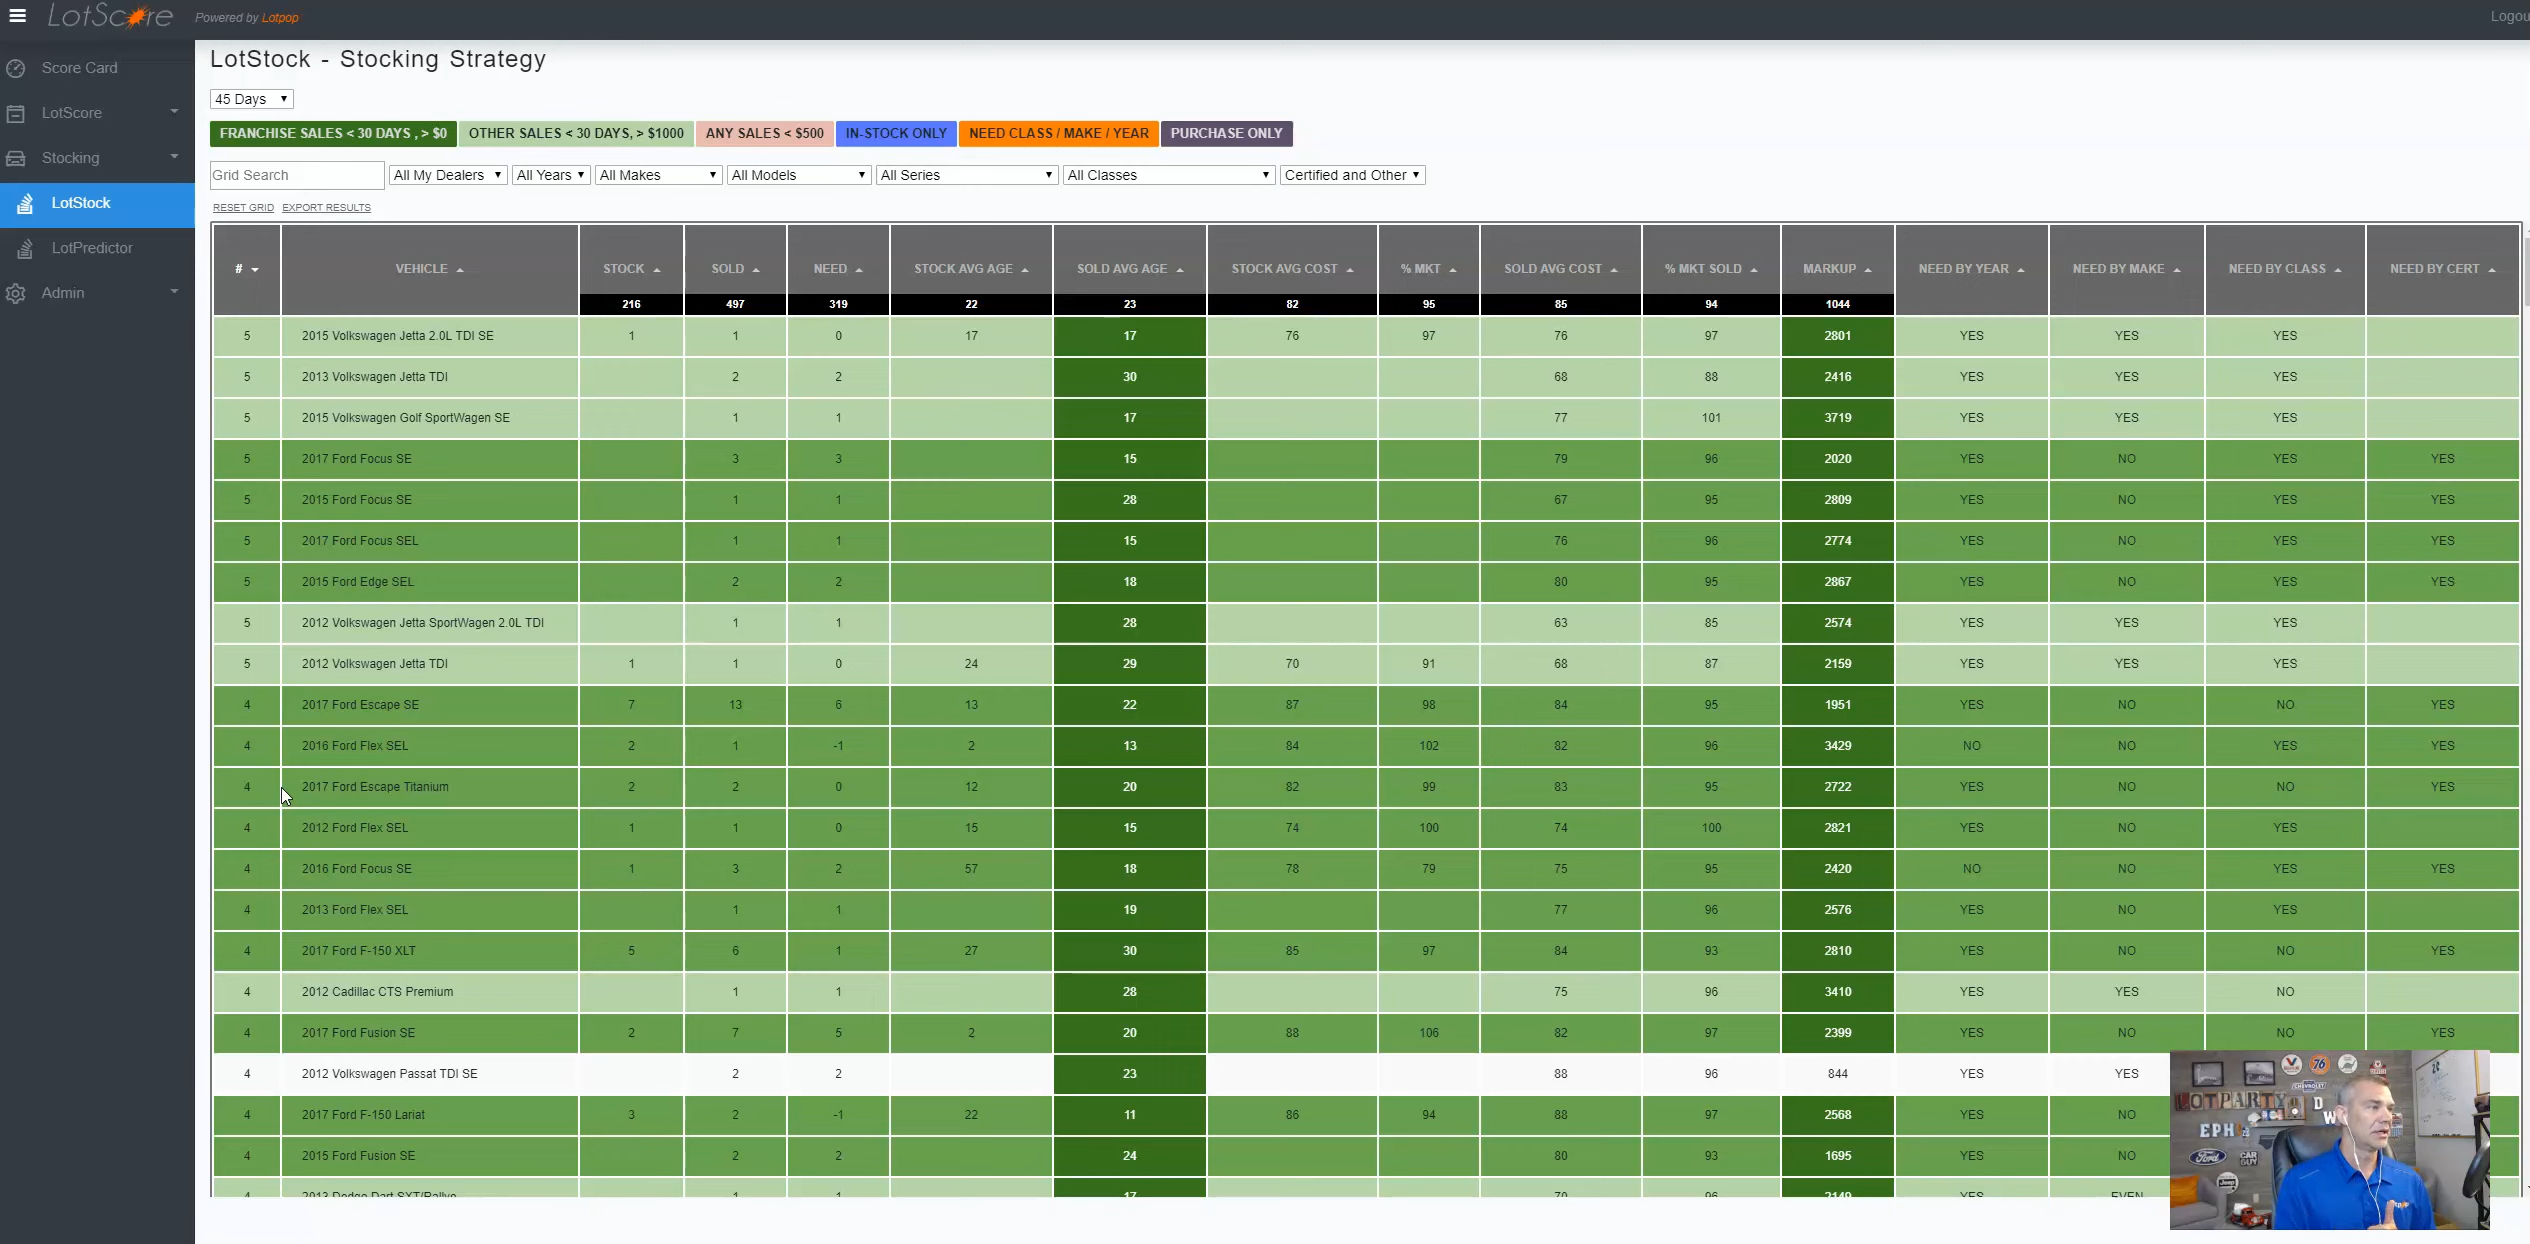 LotScore Powered by Lotpop
Logou
Score Card
LotScore
Stocking
LotStock
LotPredictor
Admin
LotStock - Stocking Strategy
45 Days
FRANCHISE SALES < 30 DAYS , > $0 OTHER SALES < 30 DAYS, > $1000 ANY SALES < $500 IN-STOCK ONLY NEED CLASS / MAKE / YEAR PURCHASE ONLY
Grid Search All My Dealers All Years All Makes All Models All Series All Classes Certified and Other
RESET GRID EXPORT RESULTS
# VEHICLE STOCK SOLD NEED STOCK AVG AGE SOLD AVG AGE STOCK AVG COST % MKT SOLD AVG COST % MKT SOLD MARKUP NEED BY YEAR NEED BY MAKE NEED BY CLASS NEED BY CERT
216 497 319 22 23 82 95 85 94 1044
5 2015 Volkswagen Jetta 2.0L TDI SE 1 1 0 17 17 76 97 76 97 2801 YES YES YES
5 2013 Volkswagen Jetta TDI 2 2 30 68 88 2416 YES YES YES
5 2015 Volkswagen Golf SportWagen SE 1 1 17 77 101 3719 YES YES YES
5 2017 Ford Focus SE 3 3 15 79 96 2020 YES NO YES YES
5 2015 Ford Focus SE 1 1 28 67 95 2809 YES NO YES YES
5 2017 Ford Focus SEL 1 1 15 76 96 2774 YES NO YES YES
5 2015 Ford Edge SEL 2 2 18 80 95 2867 YES NO YES YES
5 2012 Volkswagen Jetta SportWagen 2.0L TDI 1 1 28 63 85 2574 YES YES YES
5 2012 Volkswagen Jetta TDI 1 1 0 24 29 70 91 68 87 2159 YES YES YES
4 2017 Ford Escape SE 7 13 6 13 22 87 98 84 95 1951 YES NO NO YES
4 2016 Ford Flex SEL 2 1 -1 2 13 84 102 82 96 3429 NO NO YES YES
4 2017 Ford Escape Titanium 2 2 0 12 20 82 99 83 95 2722 YES NO NO YES
4 2012 Ford Flex SEL 1 1 0 15 15 74 100 74 100 2821 YES NO YES
4 2016 Ford Focus SE 1 3 2 57 18 78 79 75 95 2420 NO NO YES YES
4 2013 Ford Flex SEL 1 1 19 77 96 2576 YES NO YES
4 2017 Ford F-150 XLT 5 6 1 27 30 85 97 84 93 2810 YES NO NO YES
4 2012 Cadillac CTS Premium 1 1 28 75 96 3410 YES YES NO
4 2017 Ford Fusion SE 2 7 5 2 20 88 106 82 97 2399 YES NO NO YES
4 2012 Volkswagen Passat TDI SE 2 2 23 88 96 844 YES YES
4 2017 Ford F-150 Lariat 3 2 -1 22 11 86 94 88 97 2568 YES NO
4 2015 Ford Fusion SE 2 2 24 80 93 1695 YES NO
4 2013 Dodge Dart SXT/Rallye 1 1 17 70 96 2149 YES EVEN
76
CHEVROLET
LOTPARTY
D
W
EPH
Ford
CAR
GUY
Jeep